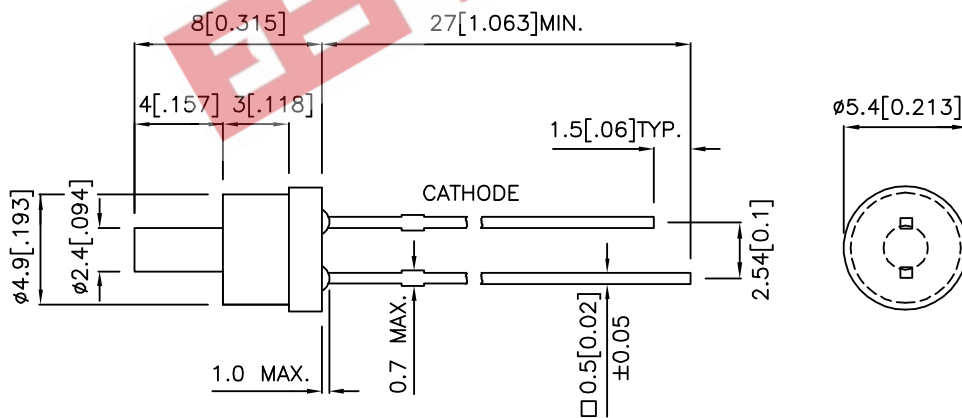 8[0.315]
27[1.063]MIN.
4[.157]
3[.118]
1.5[.06]TYP.
ø5.4[0.213]
CATHODE
ø4.9[.193]
ø2.4[.094]
2.54[0.1]
1.0 MAX.
0.7 MAX.
□0.5[0.02]
±0.05